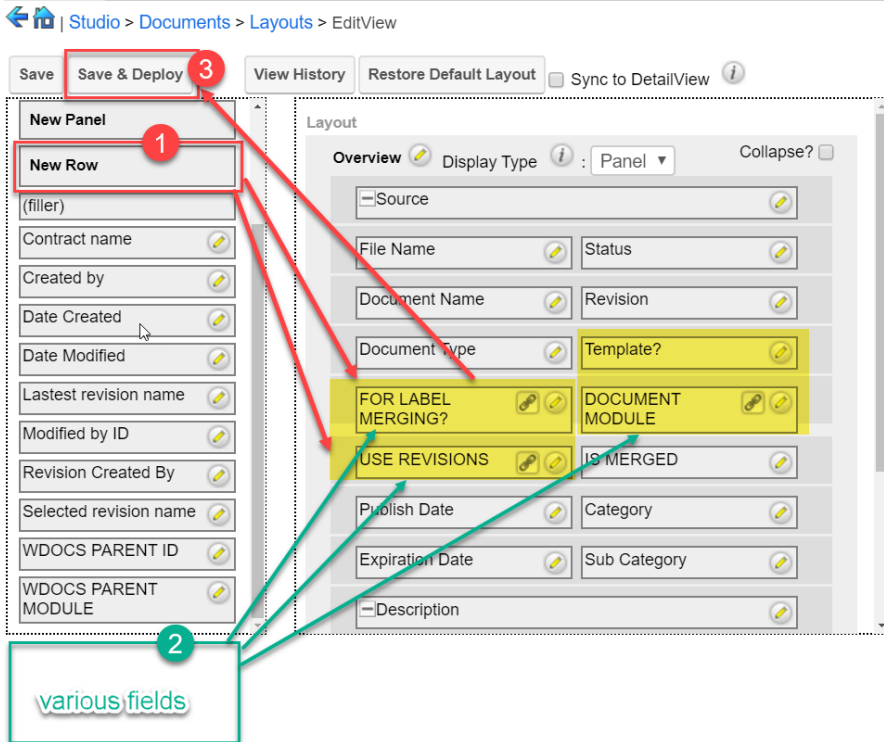 | Studio > Documents > Layouts > EditView
Save
Save & Deploy
3
View History
Restore Default Layout
Sync to DetailView
i
New Panel
1
New Row
(filler)
Contract name
Created by
Date Created
Date Modified
Lastest revision name
Modified by ID
Revision Created By
Selected revision name
WDOCS PARENT ID
WDOCS PARENT
MODULE
2
various fields
Layout
Overview
Display Type
i
:
Panel
Collapse?
Source
File Name
Status
Document Name
Revision
Document Type
Template?
FOR LABEL
MERGING?
DOCUMENT
MODULE
USE REVISIONS
IS MERGED
Publish Date
Category
Expiration Date
Sub Category
Description